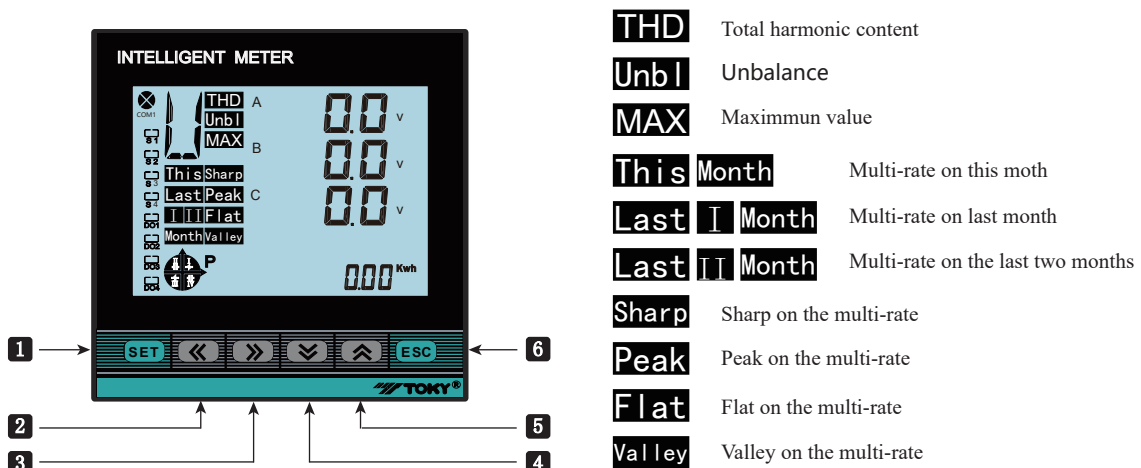 INTELLIGENT METER
COM1
U
THD A
Unbl
MAX
B
This Sharp
Last Peak C
I II Flat
Month Valley
S1
S2
S3
S4
DO1
DO2
DO3
DO4
P
0.0 v
0.0 v
0.0 v
0.00 Kwh
1
SET
ESC
6
TOKY®
2
5
3
4
THD Total harmonic content
Unbl Unbalance
MAX Maximmun value
This Month Multi-rate on this moth
Last I Month Multi-rate on last month
Last II Month Multi-rate on the last two months
Sharp Sharp on the multi-rate
Peak Peak on the multi-rate
Flat Flat on the multi-rate
Valley Valley on the multi-rate